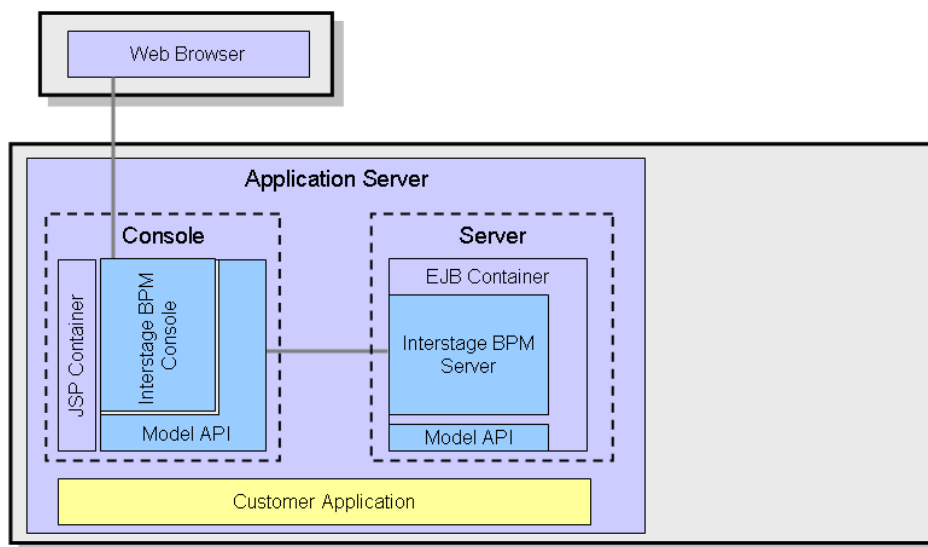 Web Browser
Application Server
Console
Server
JSP Container
Interstage BPM
Console
Model API
EJB Container
Interstage BPM
Server
Model API
Customer Application